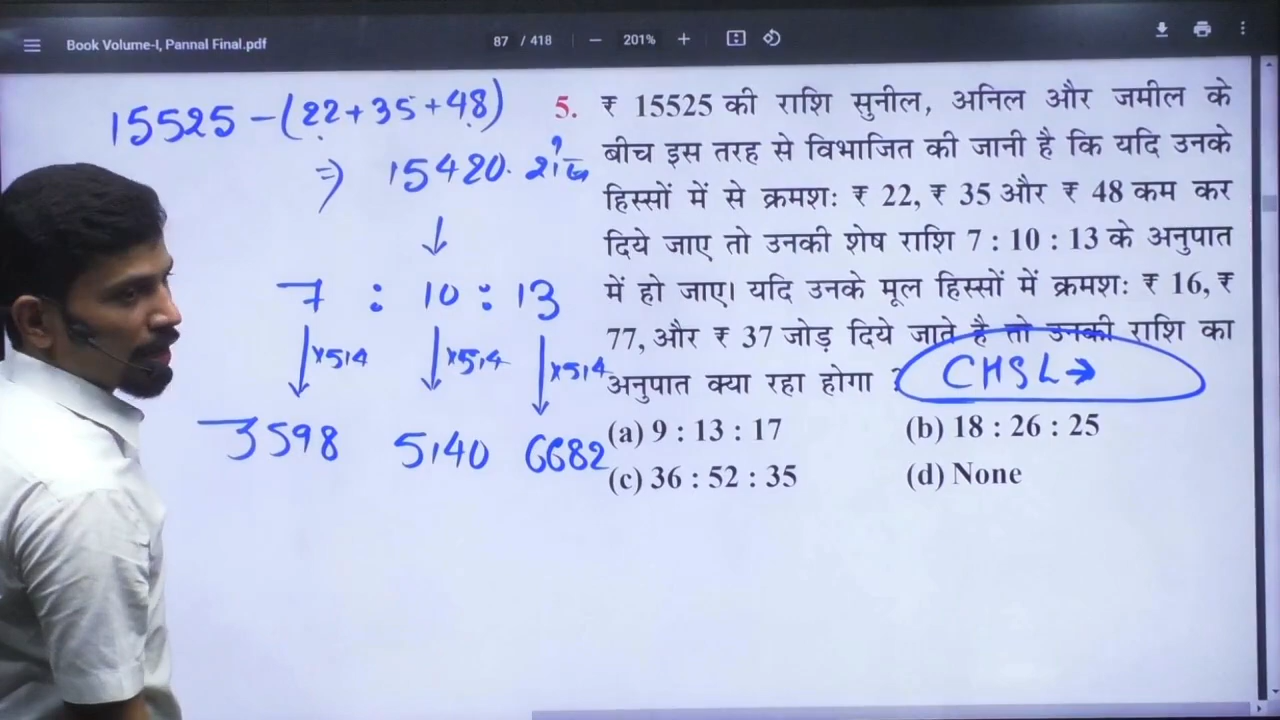 Book Volume-I, Pannal Final.pdf
87 / 418
201%
15525 - (22+35+48)
⇒ 15420. राशि
7 : 10 : 13
×514 ×514 ×514
3598 5140 6682
5. ₹ 15525 की राशि सुनील, अनिल और जमील के
बीच इस तरह से विभाजित की जानी है कि यदि उनके
हिस्सों में से क्रमशः ₹ 22, ₹ 35 और ₹ 48 कम कर
दिये जाए तो उनकी शेष राशि 7 : 10 : 13 के अनुपात
में हो जाए। यदि उनके मूल हिस्सों में क्रमशः ₹ 16, ₹
77, और ₹ 37 जोड़ दिये जाते है तो उनकी राशि का
अनुपात क्या रहा होगा ?
CHSL→
(a) 9 : 13 : 17 (b) 18 : 26 : 25
(c) 36 : 52 : 35 (d) None